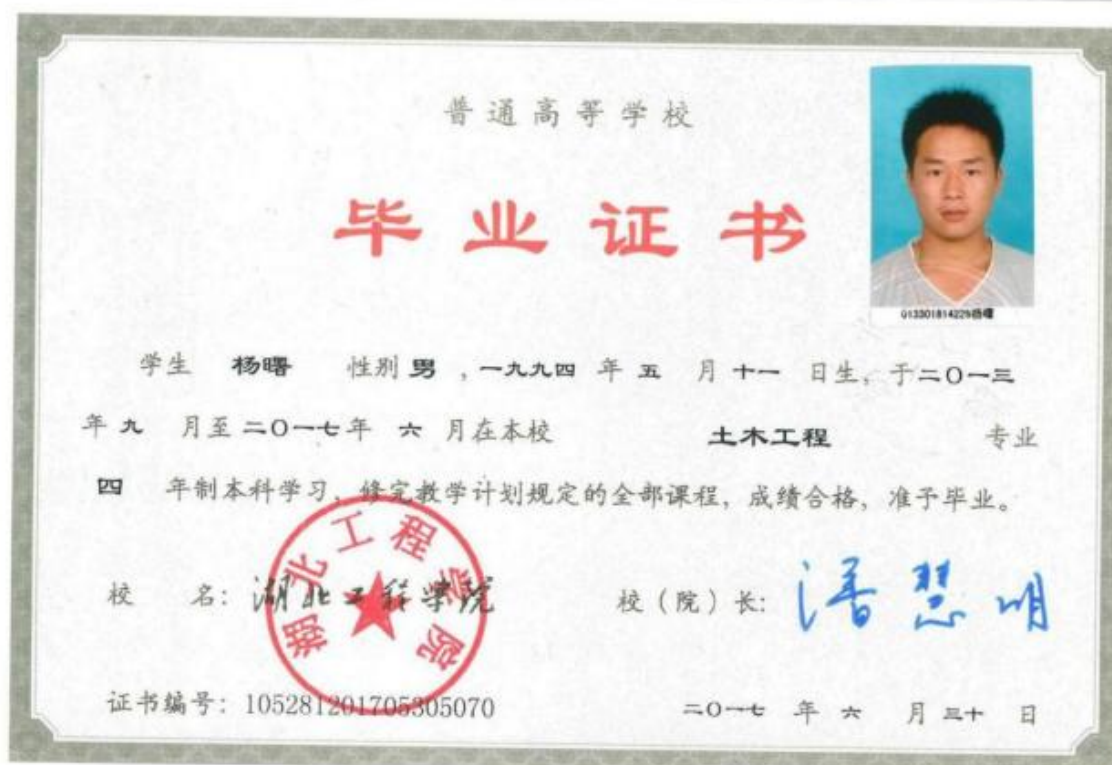 普通高等学校
毕业证书
013301814229杨曙
学生 杨曙 性别 男 ，一九九四 年 五 月 十一 日生，于二〇一三
年 九 月至 二〇一七 年 六 月在本校 土木工程 专业
四 年制本科学习，修完教学计划规定的全部课程，成绩合格，准予毕业。
湖北工程学院
校 名：湖北工程学院 校（院）长：潘慧明
证书编号：105281201705305070 二〇一七 年 六 月 三十 日